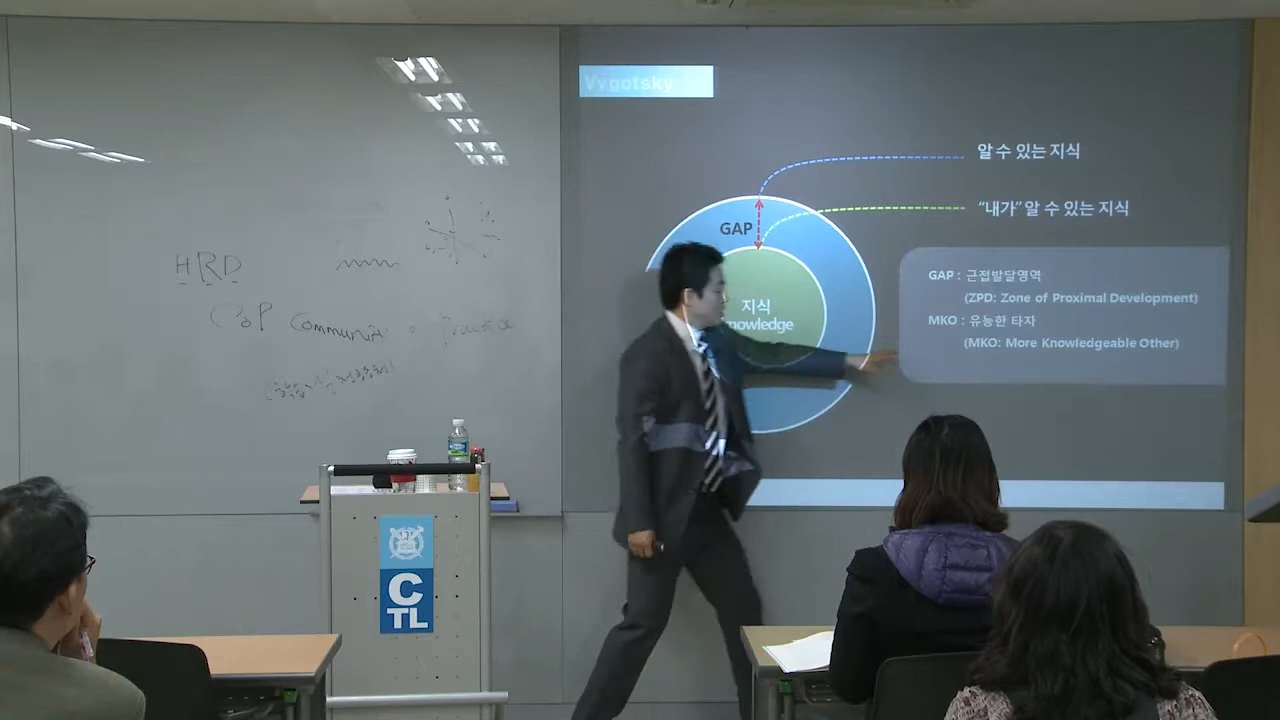 HRD
CoP Communi
Practice
Vygotsky
알 수 있는 지식
"내가" 알 수 있는 지식
GAP
지식
nowledge
GAP : 근접발달영역
(ZPD: Zone of Proximal Development)
MKO : 유능한 타자
(MKO: More Knowledgeable Other)
CTL